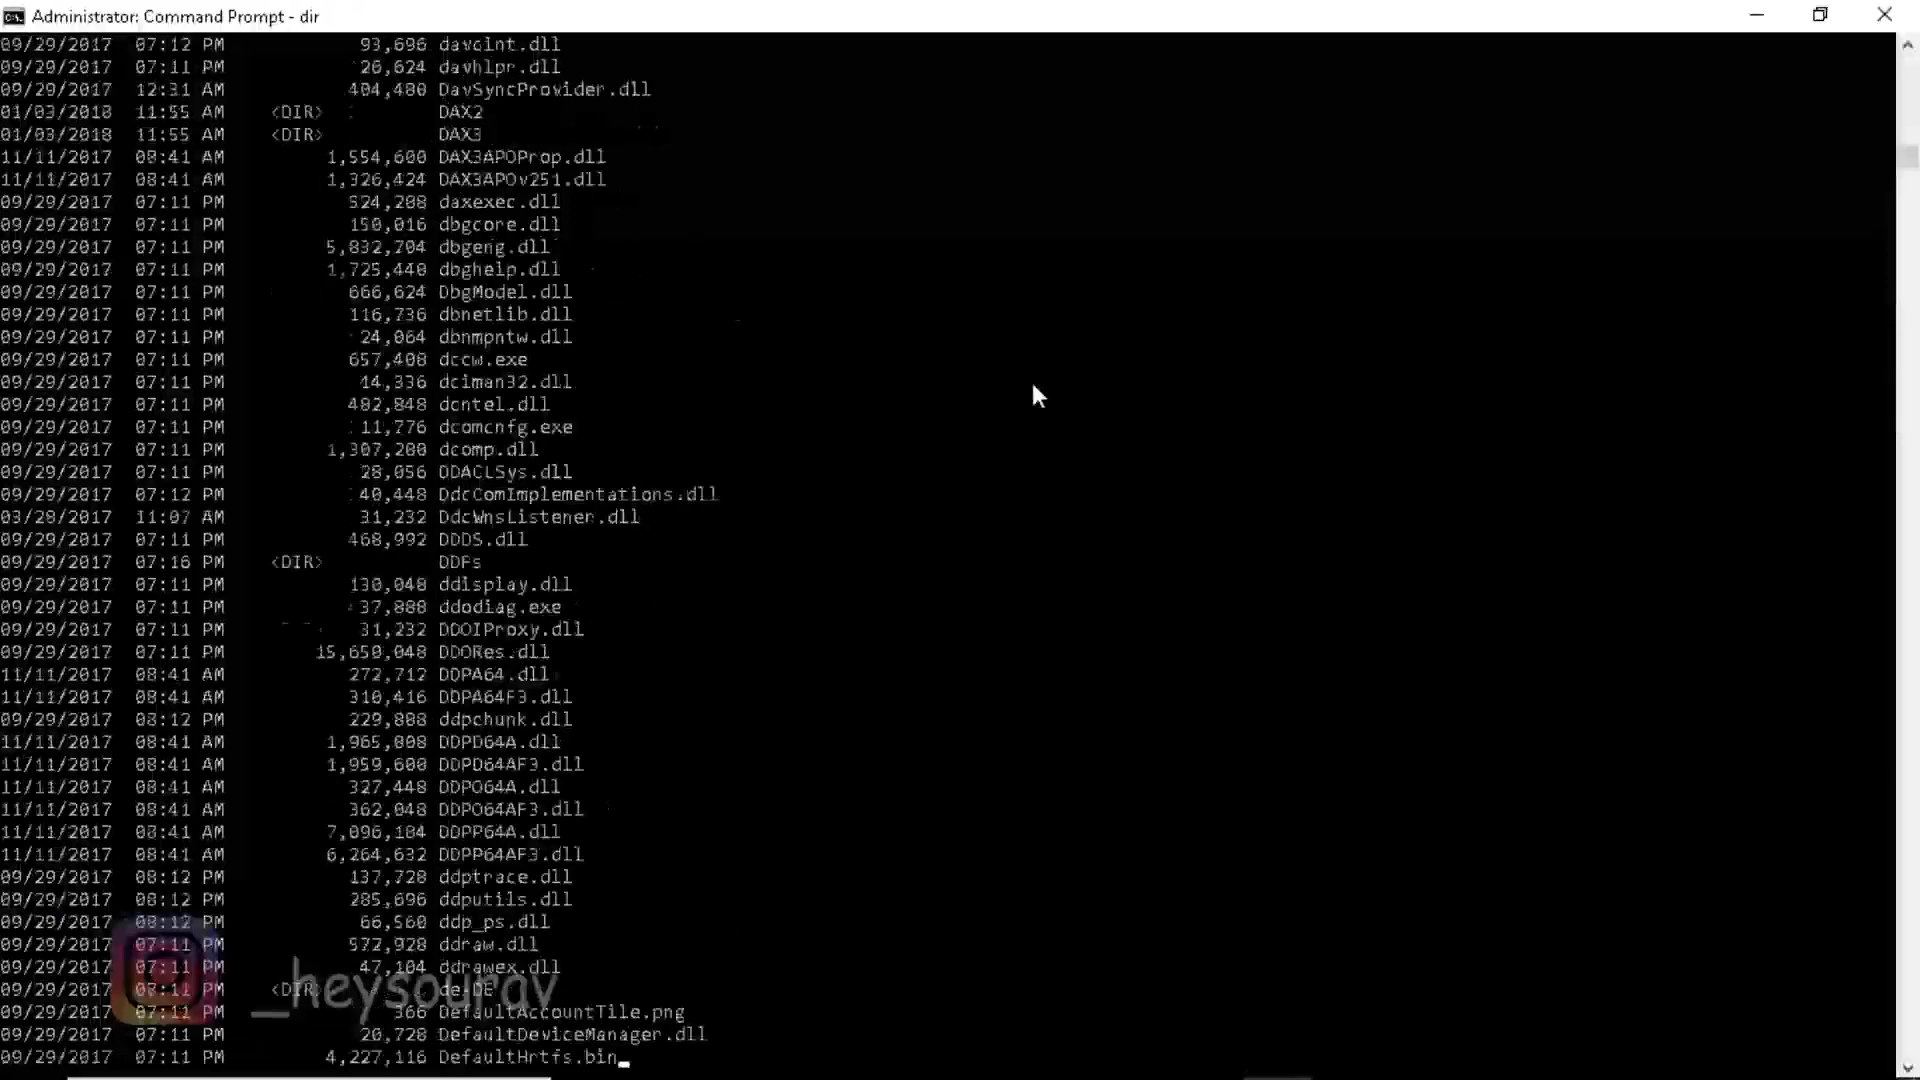 Administrator: Command Prompt - dir
09/29/2017 07:12 PM 93,696 davclnt.dll
09/29/2017 07:11 PM 26,624 davhlpr.dll
09/29/2017 12:31 AM 404,480 DavSyncProvider.dll
01/03/2018 11:55 AM <DIR> DAX2
01/03/2018 11:55 AM <DIR> DAX3
11/11/2017 08:41 AM 1,554,600 DAX3APOProp.dll
11/11/2017 08:41 AM 1,326,424 DAX3APOv251.dll
09/29/2017 07:11 PM 524,288 daxexec.dll
09/29/2017 07:11 PM 150,016 dbgcore.dll
09/29/2017 07:11 PM 5,832,704 dbgeng.dll
09/29/2017 07:11 PM 1,725,440 dbghelp.dll
09/29/2017 07:11 PM 666,624 DbgModel.dll
09/29/2017 07:11 PM 116,736 dbnetlib.dll
09/29/2017 07:11 PM 24,064 dbnmpntw.dll
09/29/2017 07:11 PM 657,408 dccw.exe
09/29/2017 07:11 PM 14,336 dciman32.dll
09/29/2017 07:11 PM 482,848 dcntel.dll
09/29/2017 07:11 PM 11,776 dcomcnfg.exe
09/29/2017 07:11 PM 1,307,280 dcomp.dll
09/29/2017 07:11 PM 28,056 DDACLSys.dll
09/29/2017 07:12 PM 40,448 DdcComImplementations.dll
03/28/2017 11:07 AM 31,232 DdcWnsListener.dll
09/29/2017 07:11 PM 468,992 DDDS.dll
09/29/2017 07:16 PM <DIR> DDFs
09/29/2017 07:11 PM 130,048 ddisplay.dll
09/29/2017 07:11 PM 37,888 ddodiag.exe
09/29/2017 07:11 PM 31,232 DDOIProxy.dll
09/29/2017 07:11 PM 15,650,048 DDORes.dll
11/11/2017 08:41 AM 272,712 DDPA64.dll
11/11/2017 08:41 AM 310,416 DDPA64F3.dll
09/29/2017 08:12 PM 229,888 ddpchunk.dll
11/11/2017 08:41 AM 1,965,808 DDPD64A.dll
11/11/2017 08:41 AM 1,959,600 DDPD64AF3.dll
11/11/2017 08:41 AM 327,448 DDPO64A.dll
11/11/2017 08:41 AM 362,048 DDPO64AF3.dll
11/11/2017 08:41 AM 7,096,184 DDPP64A.dll
11/11/2017 08:41 AM 6,264,632 DDPP64AF3.dll
09/29/2017 08:12 PM 137,728 ddptrace.dll
09/29/2017 08:12 PM 285,696 ddputils.dll
09/29/2017 08:12 PM 66,560 ddp_ps.dll
09/29/2017 07:11 PM 572,928 ddraw.dll
09/29/2017 07:11 PM 47,104 ddrawex.dll
09/29/2017 08:11 PM <DIR> de-DE
09/29/2017 07:12 PM 366 DefaultAccountTile.png
09/29/2017 07:11 PM 20,728 DefaultDeviceManager.dll
09/29/2017 07:11 PM 4,227,116 DefaultHrtfs.bin
_heysourav